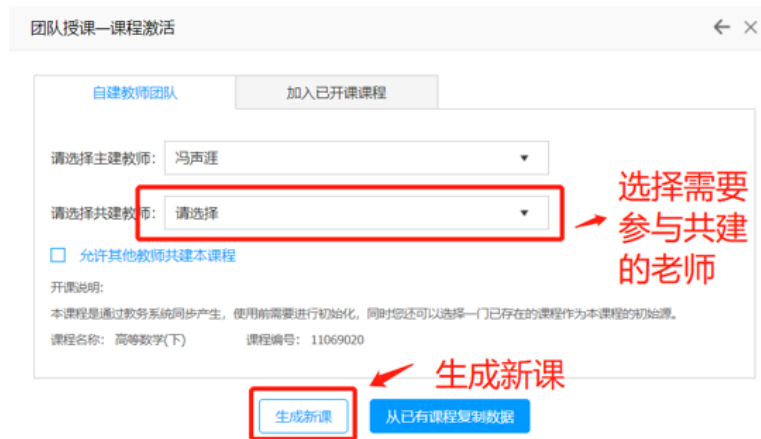 团队授课—课程激活
自建教师团队
加入已开课课程
请选择主建教师：
冯声涯
请选择共建教师：
请选择
选择需要
参与共建
的老师
允许其他教师共建本课程
开课说明:
本课程是通过教务系统同步产生，使用前需要进行初始化，同时您还可以选择一门已存在的课程作为本课程的初始源。
课程名称: 高等数学(下) 课程编号: 11069020
生成新课
生成新课
从已有课程复制数据